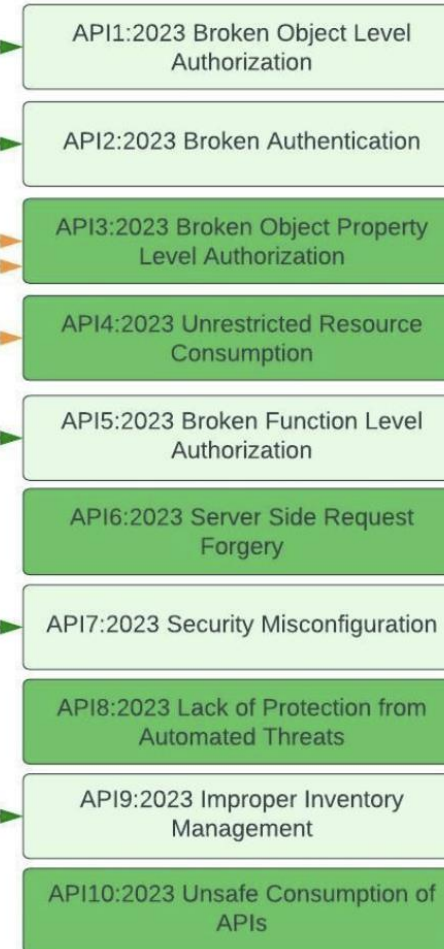 API1:2023 Broken Object Level
Authorization
API2:2023 Broken Authentication
API3:2023 Broken Object Property
Level Authorization
API4:2023 Unrestricted Resource
Consumption
API5:2023 Broken Function Level
Authorization
API6:2023 Server Side Request
Forgery
API7:2023 Security Misconfiguration
API8:2023 Lack of Protection from
Automated Threats
API9:2023 Improper Inventory
Management
API10:2023 Unsafe Consumption of
APIs